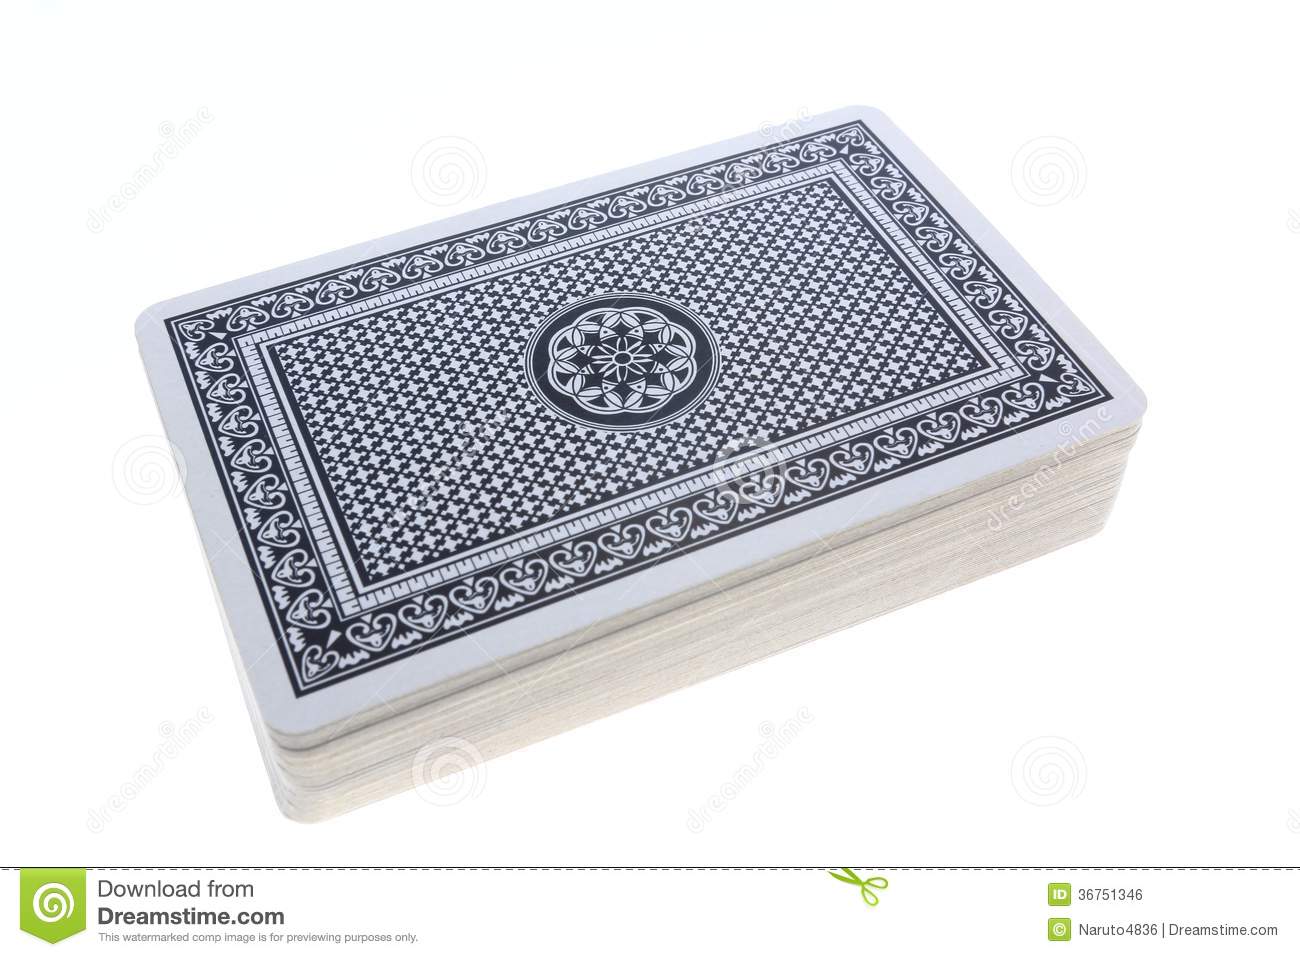 dreamstime
dreamstime
dreamstime
dreamstime
dreamstime
Download from
Dreamstime.com
This watermarked comp image is for previewing purposes only.
ID 36751346
© Naruto4836 | Dreamstime.com